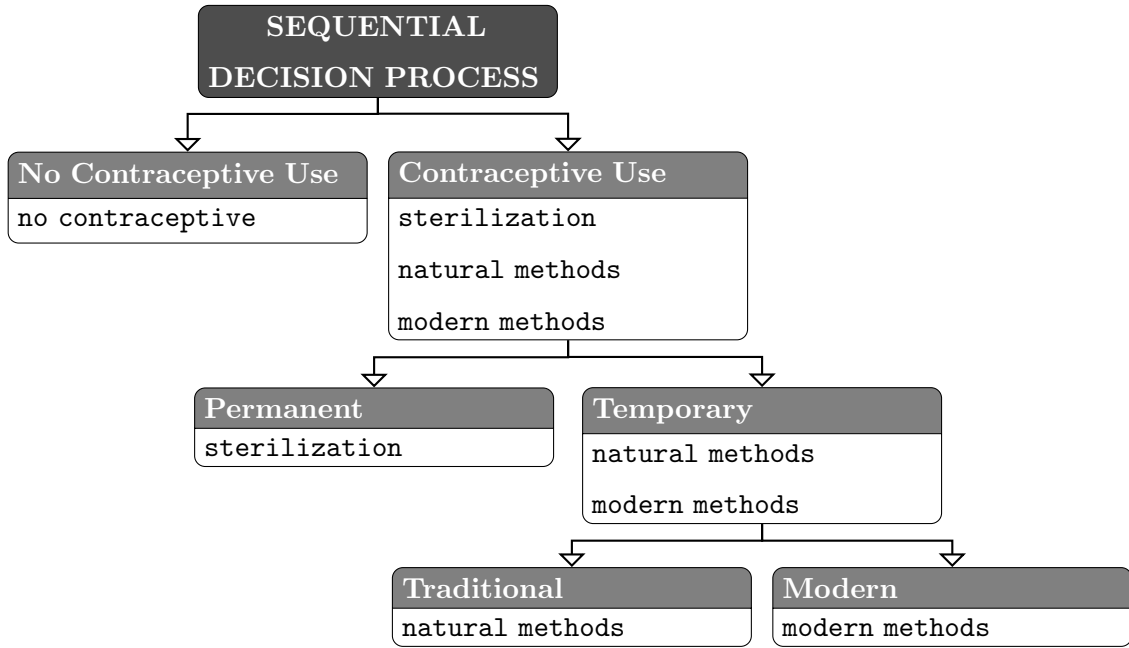 SEQUENTIAL
DECISION PROCESS
No Contraceptive Use
no contraceptive
Contraceptive Use
sterilization
natural methods
modern methods
Permanent
sterilization
Temporary
natural methods
modern methods
Traditional
natural methods
Modern
modern methods